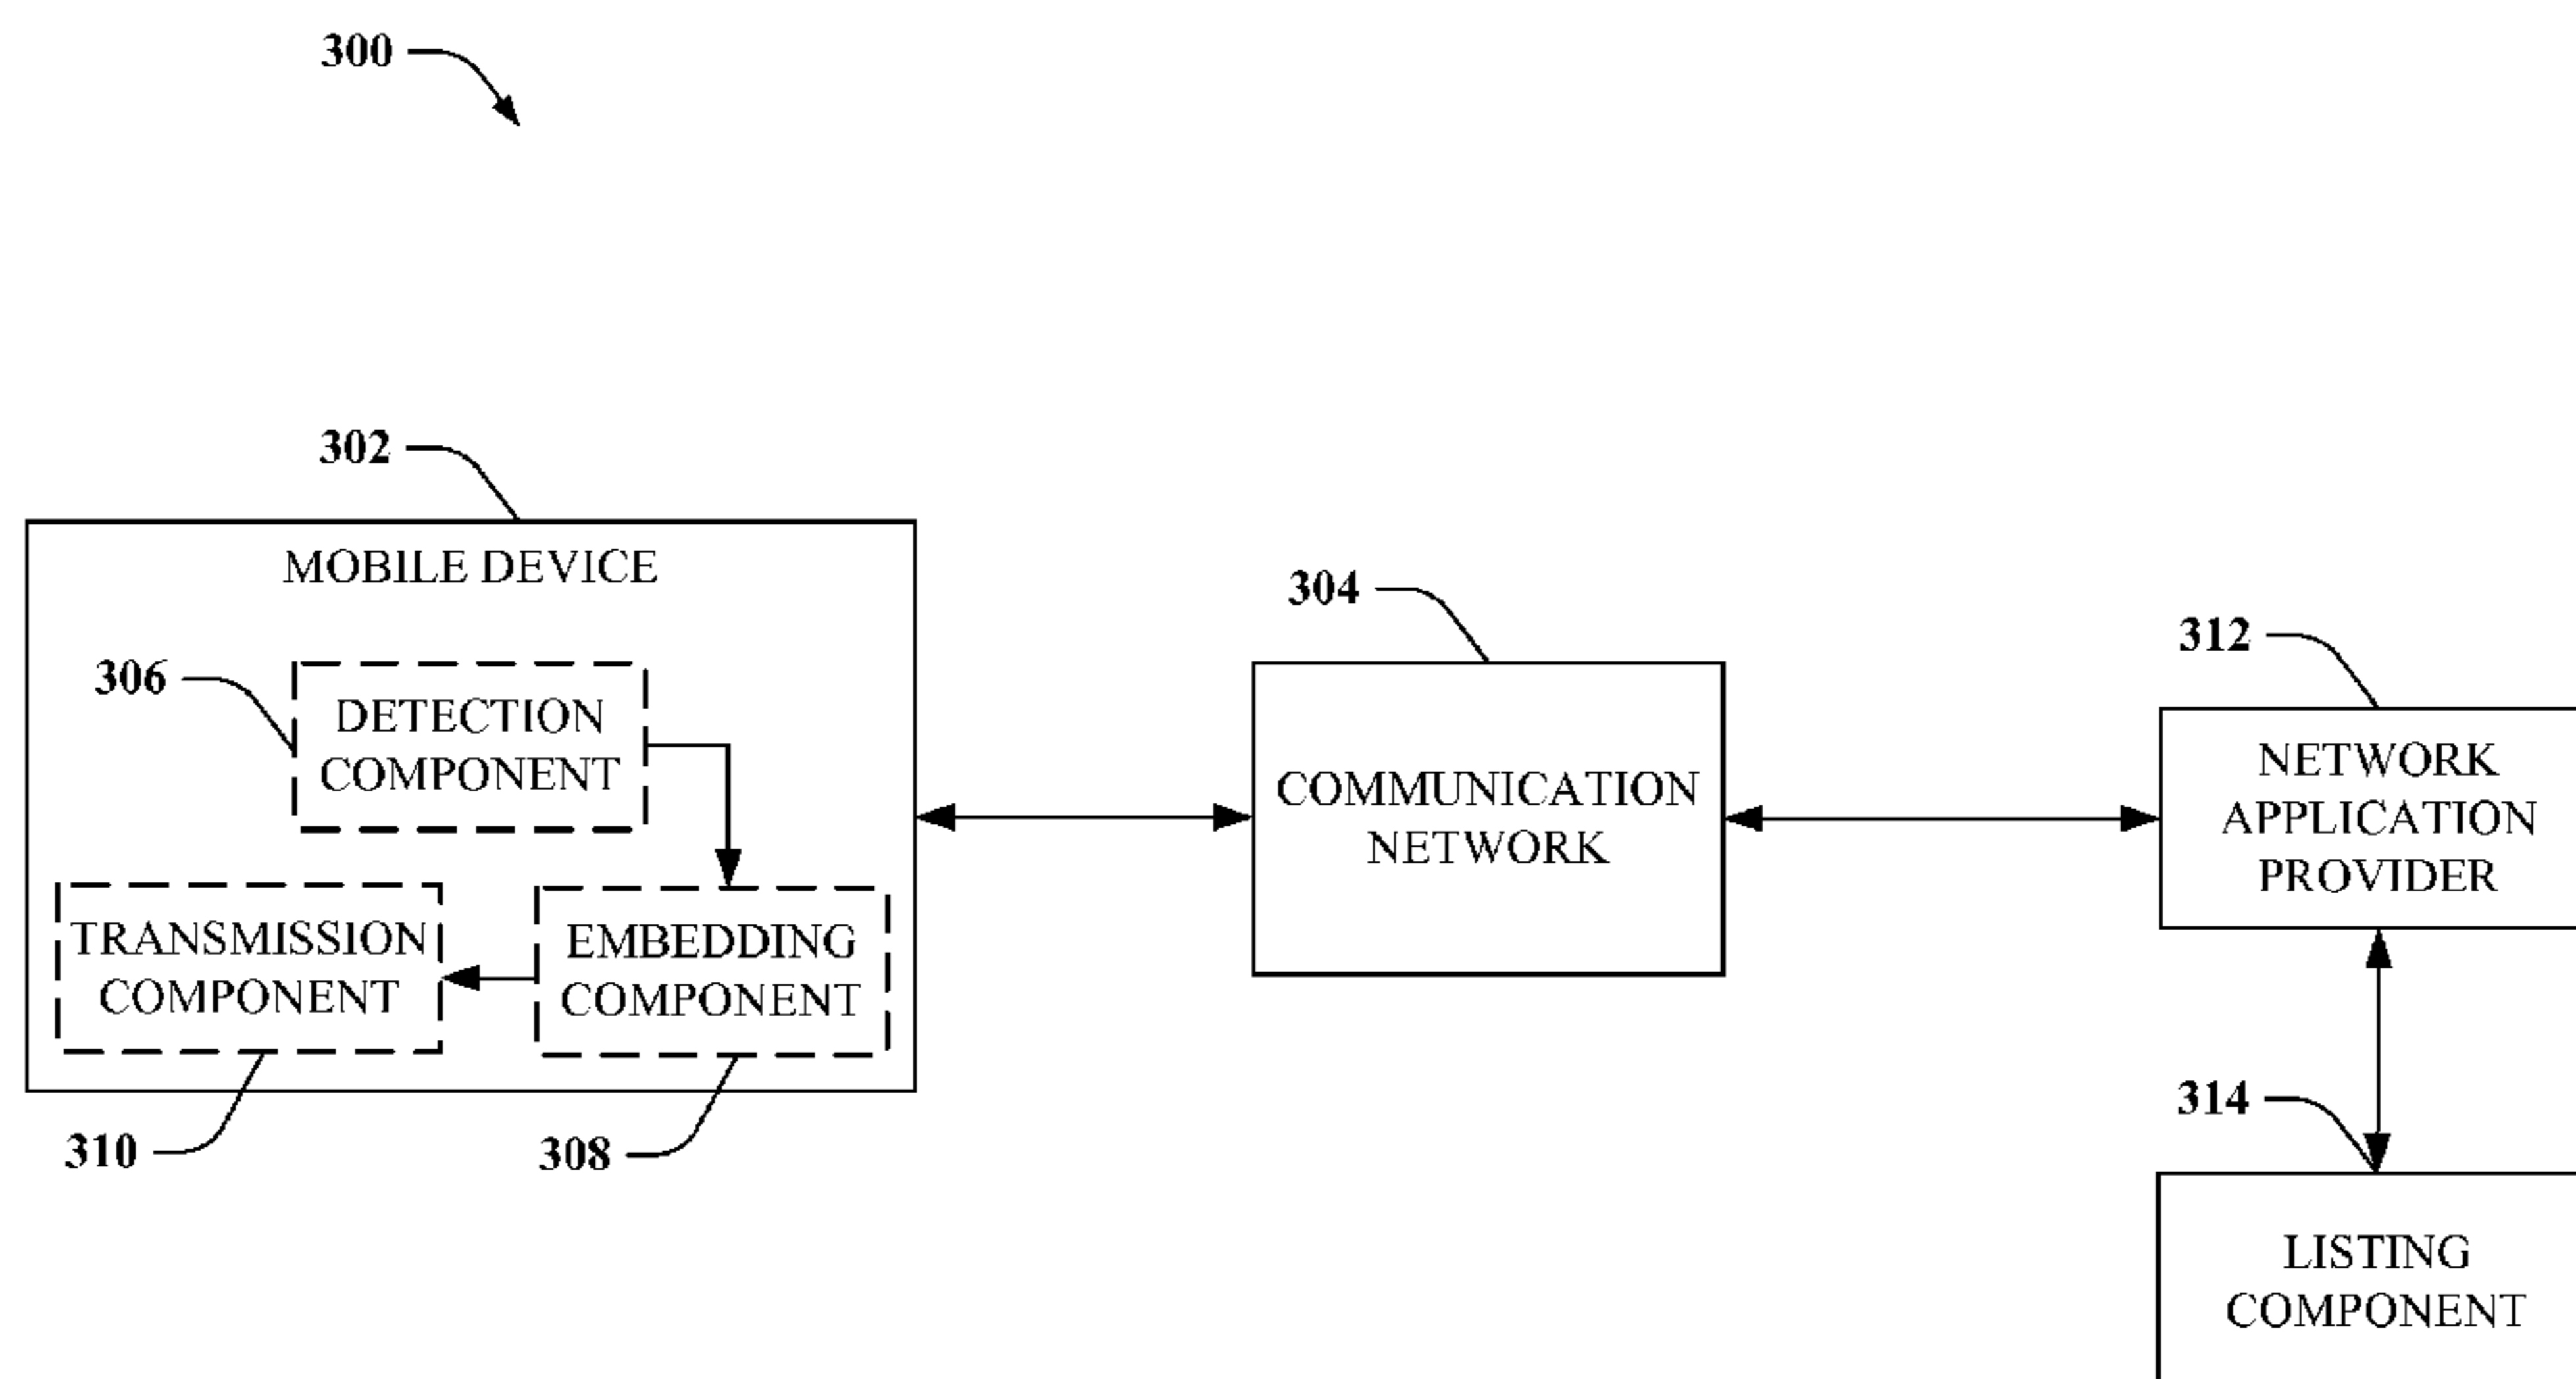 300
302
MOBILE DEVICE
306
DETECTION
COMPONENT
TRANSMISSION
COMPONENT
EMBEDDING
COMPONENT
310
308
304
COMMUNICATION
NETWORK
312
NETWORK
APPLICATION
PROVIDER
314
LISTING
COMPONENT